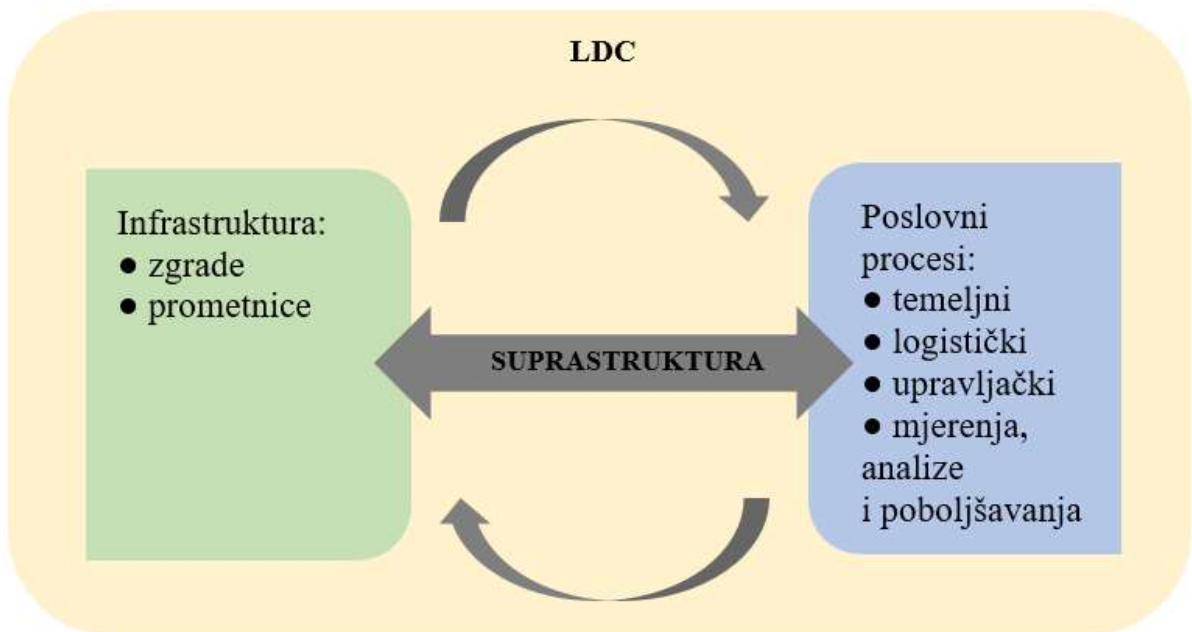 LDC
Infrastruktura:
● zgrade
● prometnice
SUPRASTRUKTURA
Poslovni
procesi:
● temeljni
● logistički
● upravljački
● mjerenja,
analize
i poboljšavanja